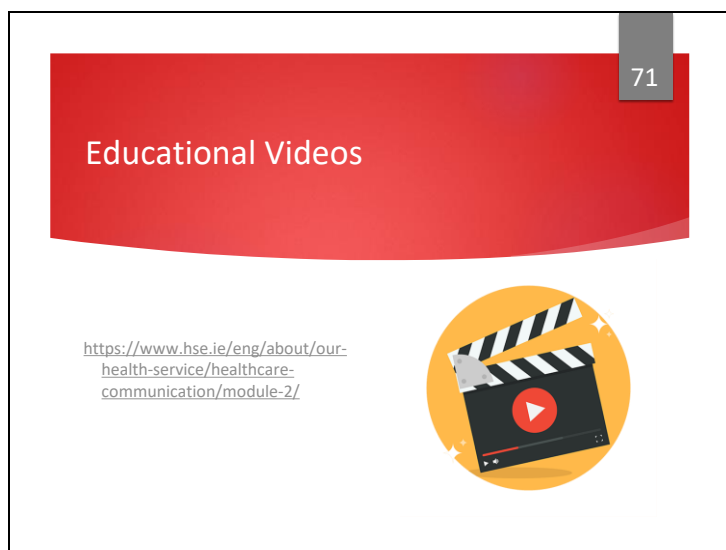 71
Educational Videos
https://www.hse.ie/eng/about/our-
health-service/healthcare-
communication/module-2/